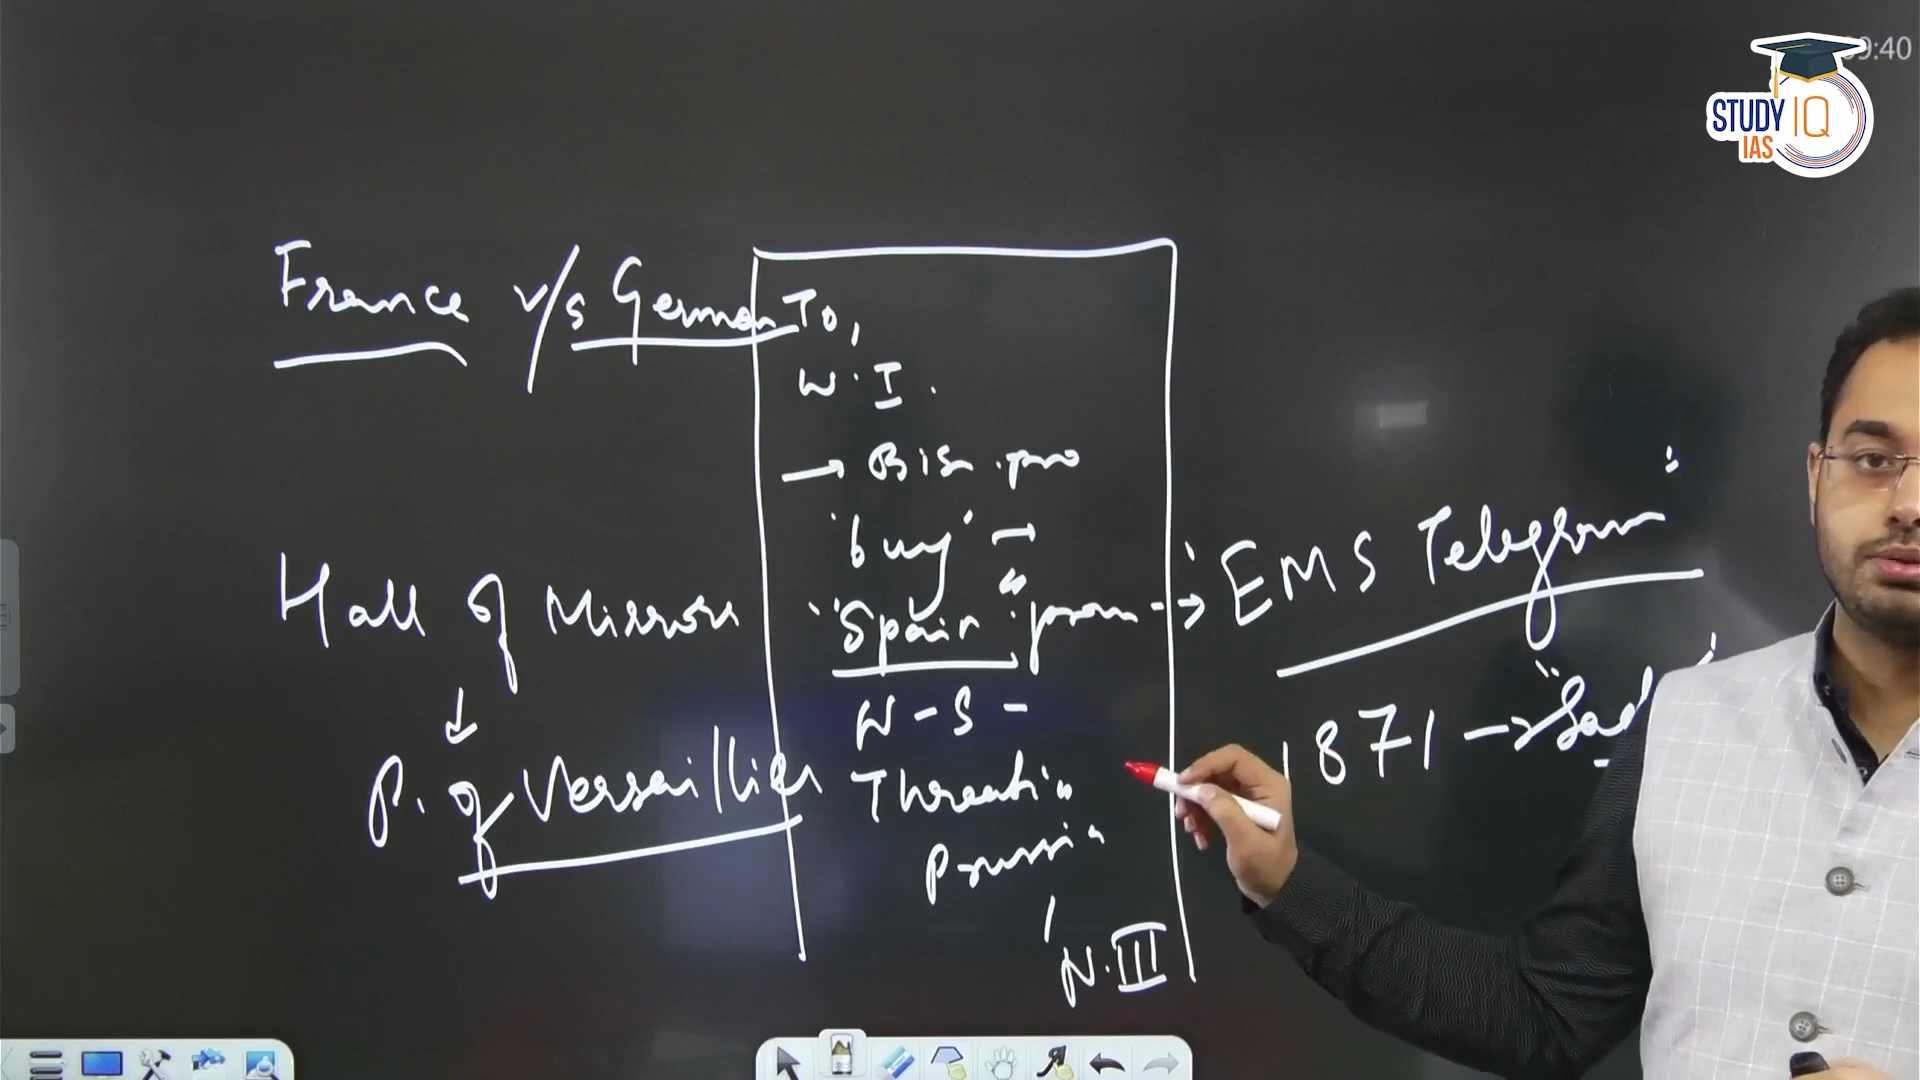 9:40
STUDY IQ
IAS
France v/s German
To,
W. I.
→ Bis. pro
"buy" →
"Spain" prom
W - S -
Threatin
Prussia
N. III
Hall of Mirrors
↓
P. of Versailles
→ EMS Telegram
1871 →